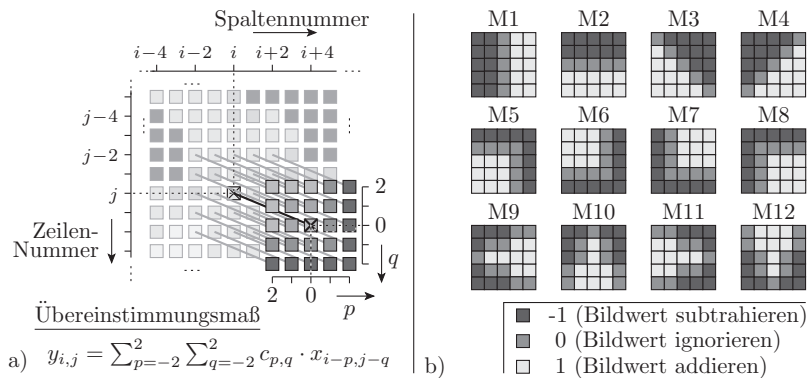 Spaltennummer
i−4 i−2 i i+2 i+4
...
j−4
j−2
j
Zeilen-
Nummer
2
0
q
...
2 0 p
Übereinstimmungsmaß
a) y_{i,j} = ∑_{p=−2}^{2} ∑_{q=−2}^{2} c_{p,q} · x_{i−p,j−q}
M1 M2 M3 M4
M5 M6 M7 M8
M9 M10 M11 M12
-1 (Bildwert subtrahieren)
0 (Bildwert ignorieren)
1 (Bildwert addieren)
b)